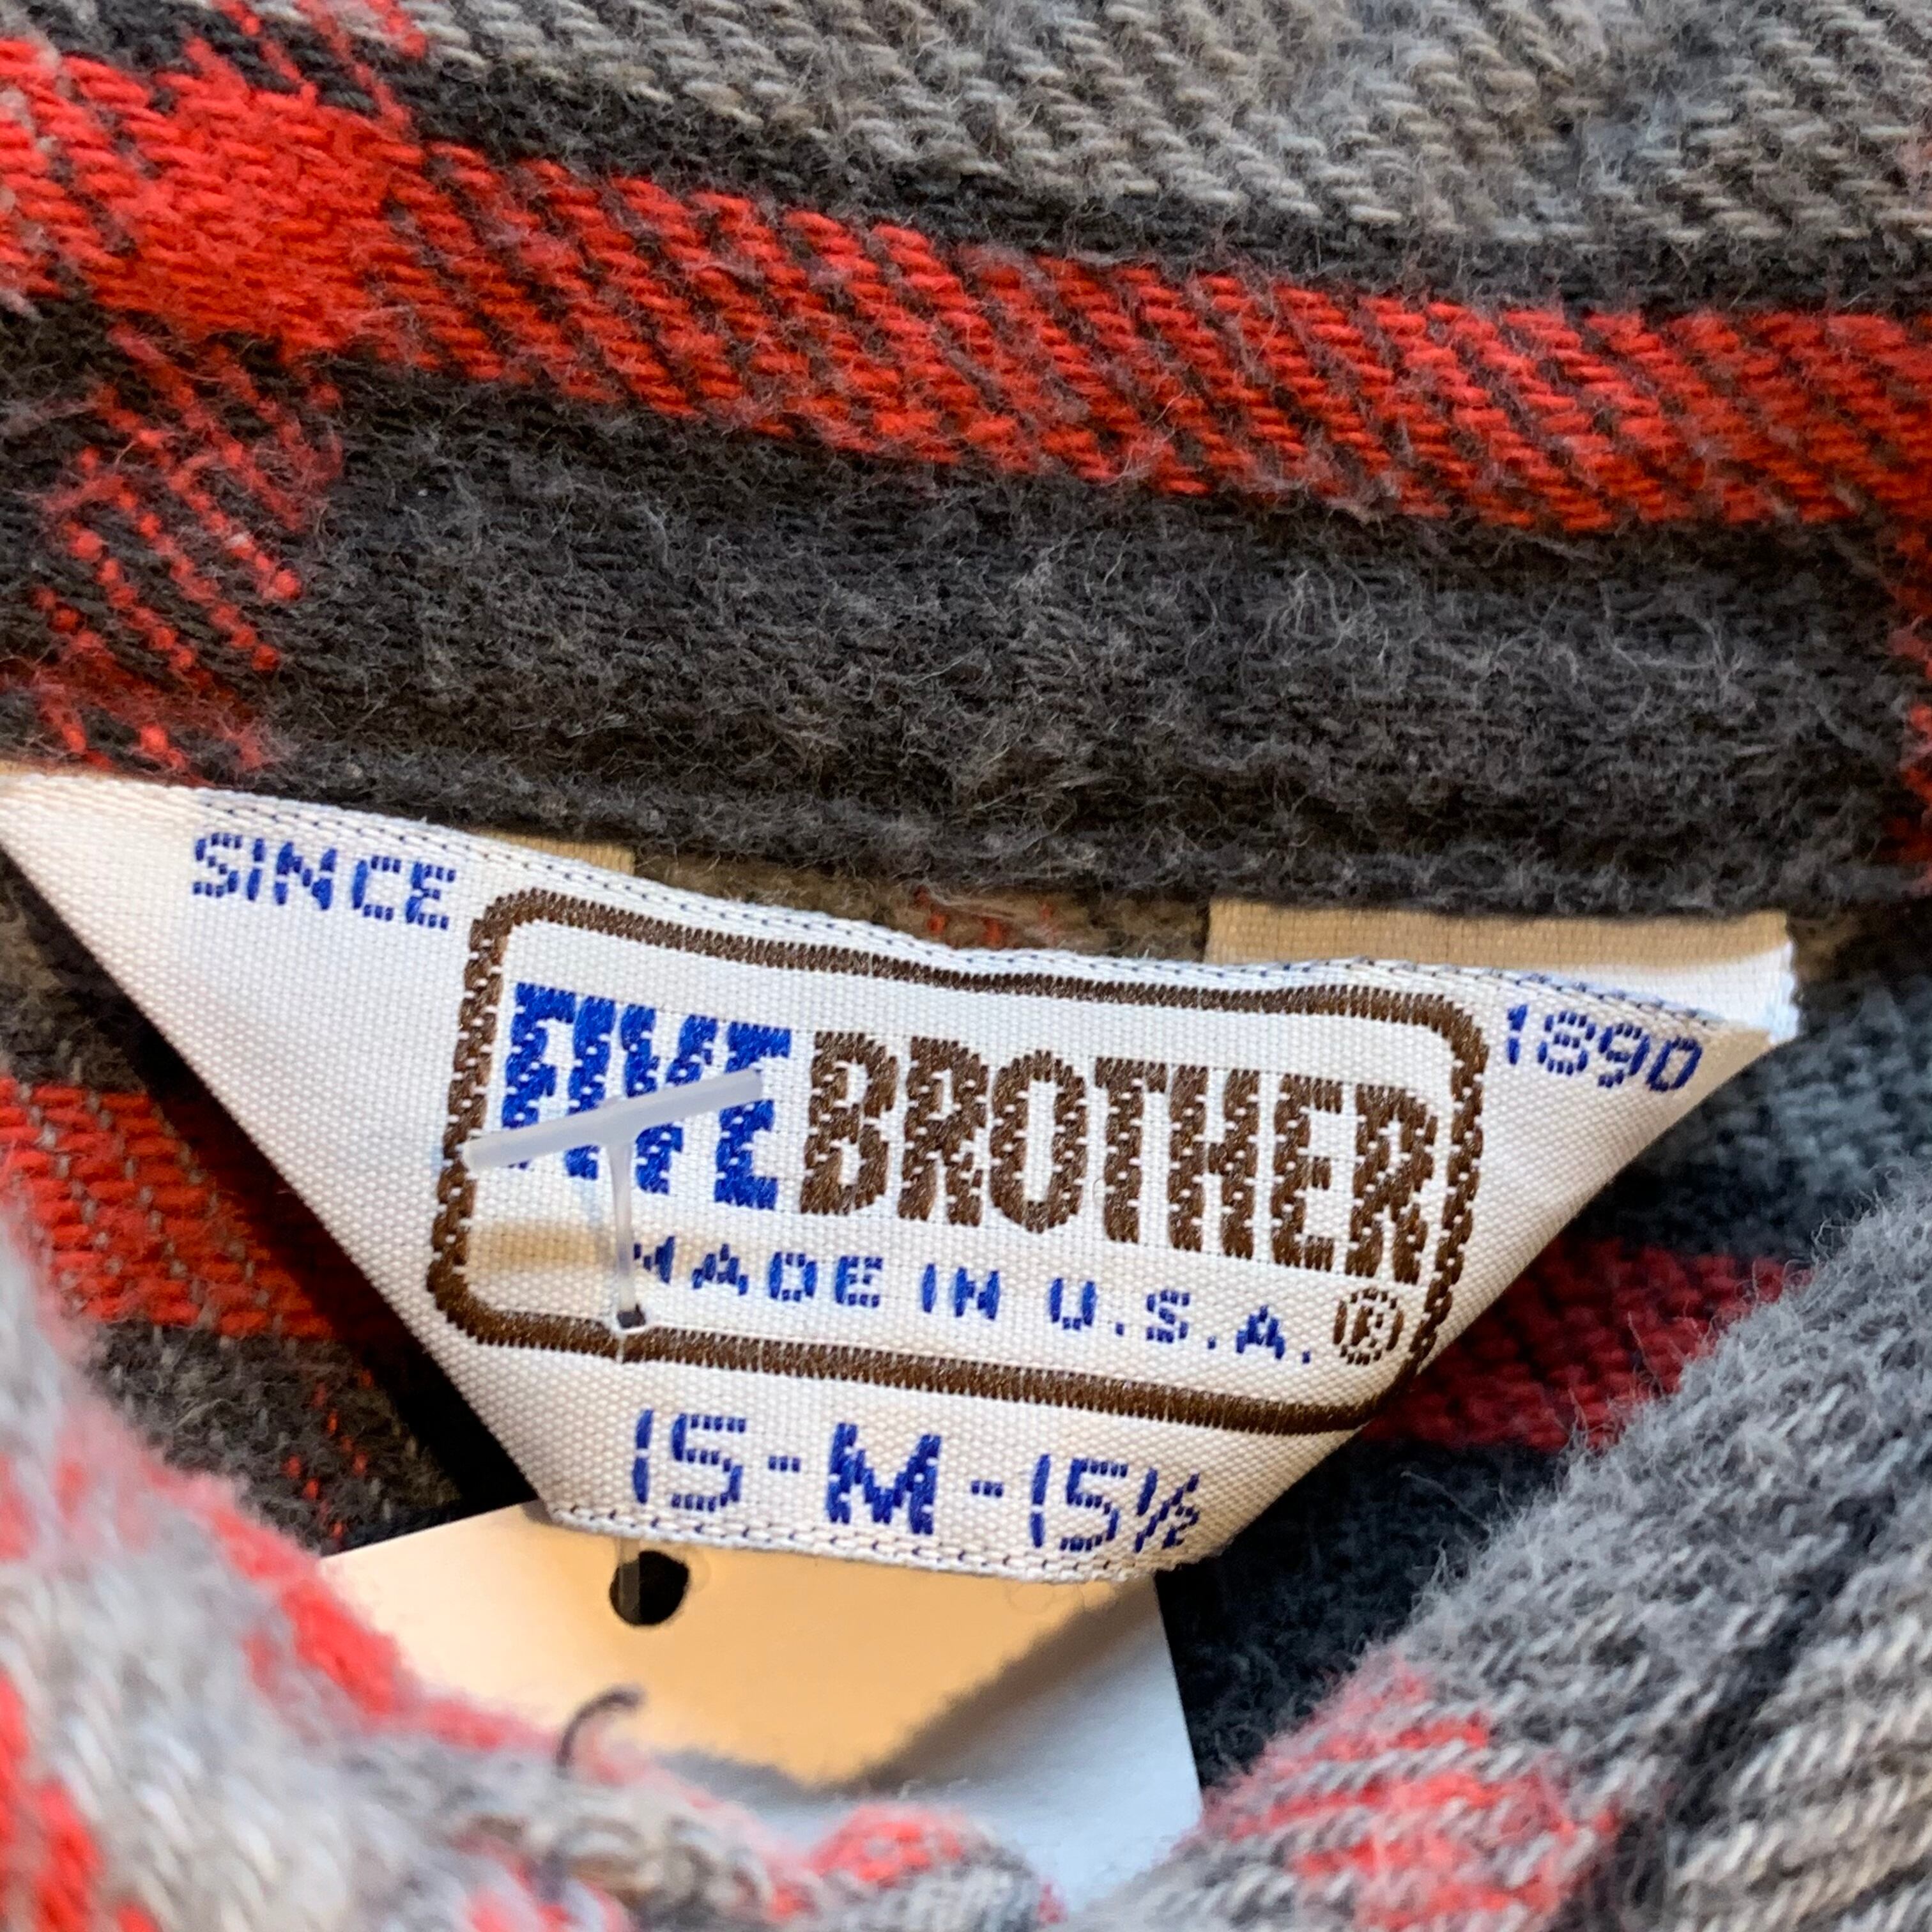 SINCE 1890
FIVE BROTHER
MADE IN U.S.A. ®
15-M-15½